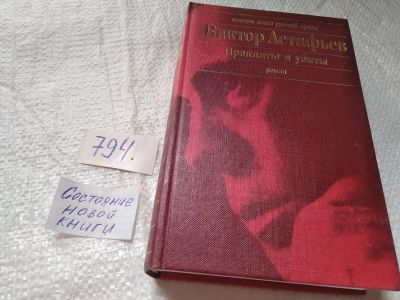 Виктор Астафьев
Прокляты и убиты
роман
794.
Состояние
новой
книги